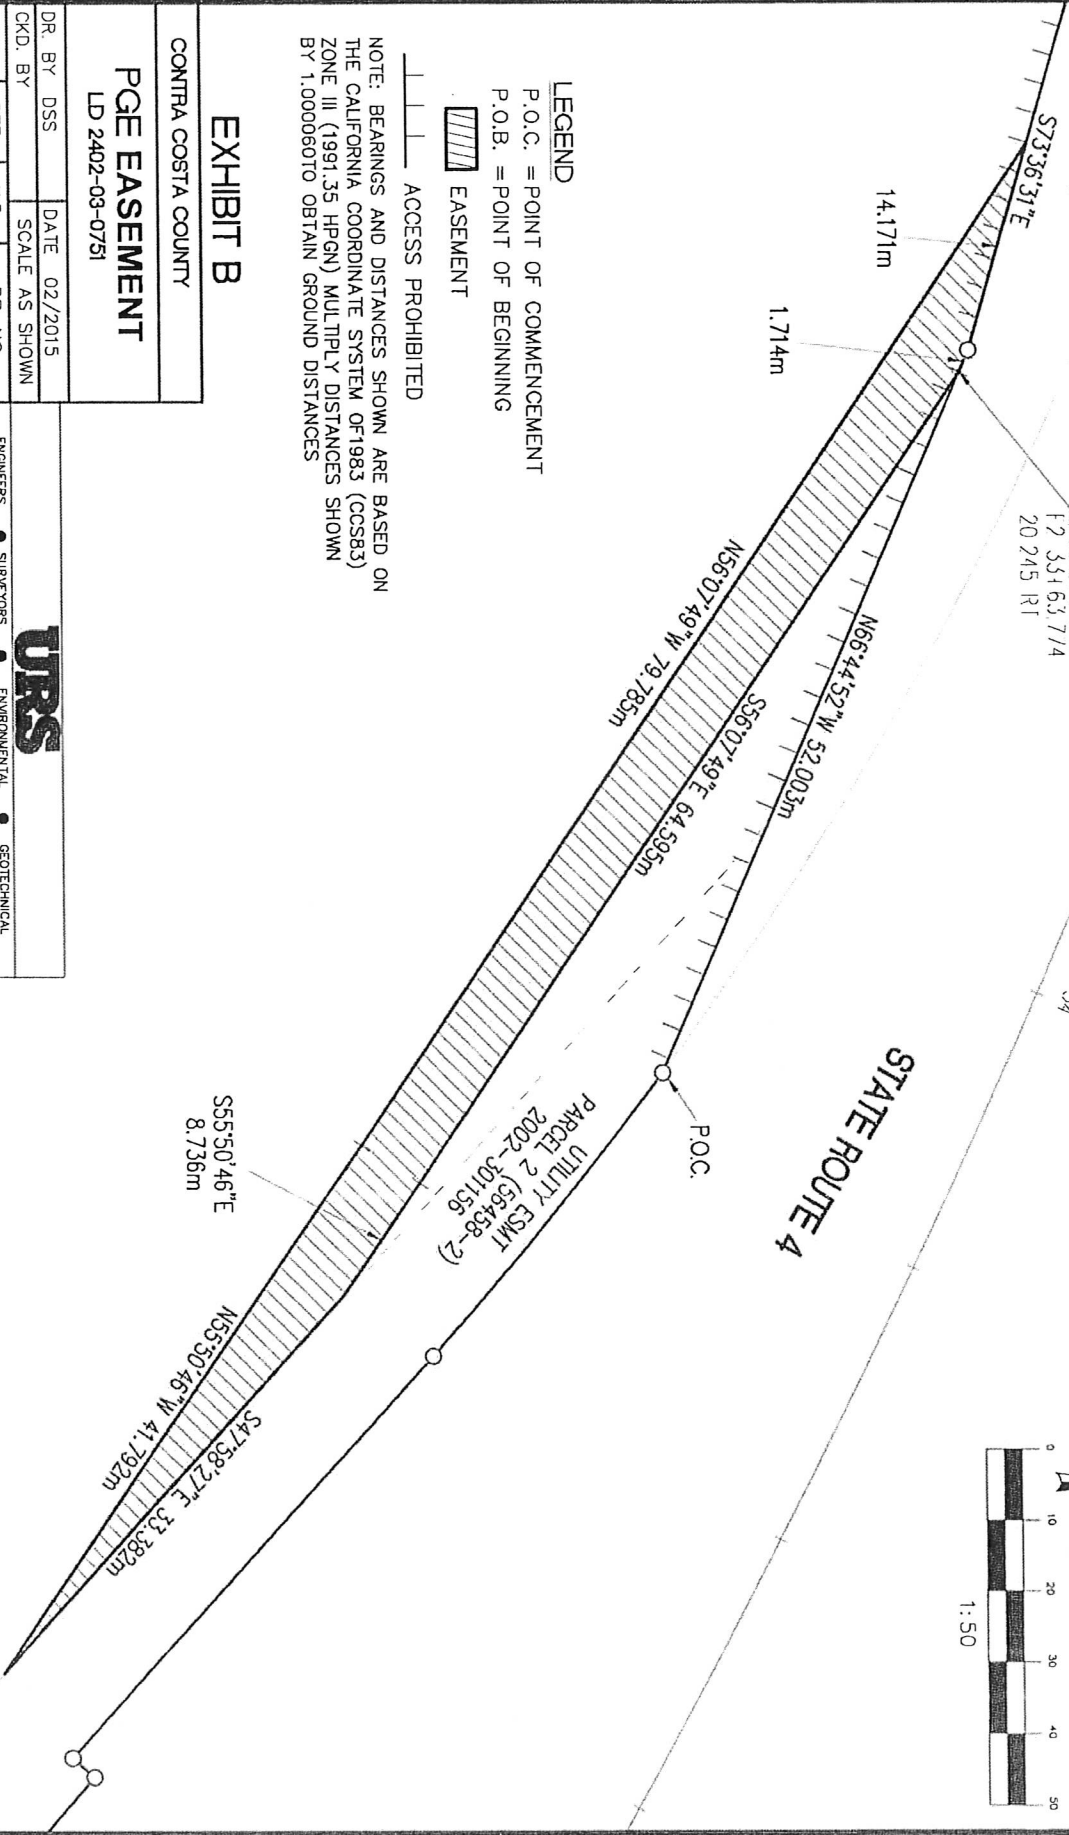 S73°36'31"E
14.171m
1.714m
F2 33+63.774
20.245 RT
N66°44'52"W 52.003m
N56°07'49"W 79.785m
S56°07'49"E 64.595m
STATE ROUTE 4
P.O.C.
UTILITY ESMT
PARCEL 2 (56458-2)
2002-301156
S55°50'46"E
8.736m
N55°50'46"W 41.792m
S47°58'27"E 33.382m
0 10 20 30 40 50
1:50
LEGEND
P.O.C. =POINT OF COMMENCEMENT
P.O.B. =POINT OF BEGINNING
EASEMENT
ACCESS PROHIBITED
NOTE: BEARINGS AND DISTANCES SHOWN ARE BASED ON
THE CALIFORNIA COORDINATE SYSTEM OF1983 (CCS83)
ZONE III (1991.35 HPGN) MULTIPLY DISTANCES SHOWN
BY 1.000060TO OBTAIN GROUND DISTANCES
EXHIBIT B
CONTRA COSTA COUNTY
PGE EASEMENT
LD 2402-03-0751
DR. BY DSS DATE 02/2015
CKD. BY SCALE AS SHOWN
URS
ENGINEERS ● SURVEYORS ● ENVIRONMENTAL ● GEOTECHNICAL